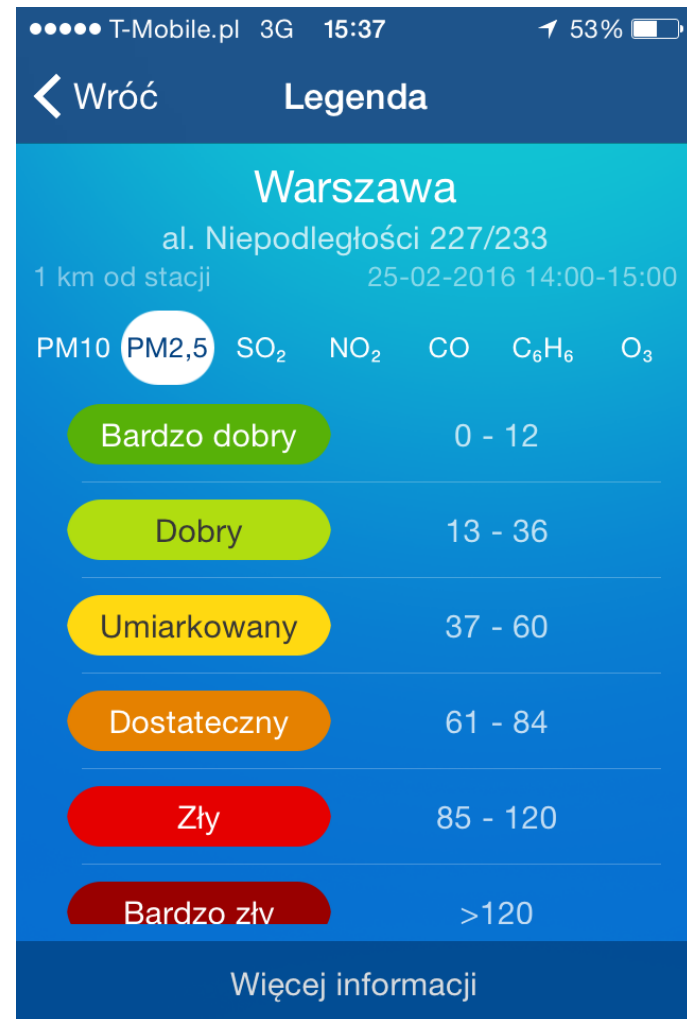 T-Mobile.pl 3G 15:37 53%
Wróć Legenda
Warszawa
al. Niepodległości 227/233
1 km od stacji 25-02-2016 14:00-15:00
PM10 PM2,5 SO₂ NO₂ CO C₆H₆ O₃
Bardzo dobry 0 - 12
Dobry 13 - 36
Umiarkowany 37 - 60
Dostateczny 61 - 84
Zły 85 - 120
Bardzo zły >120
Więcej informacji